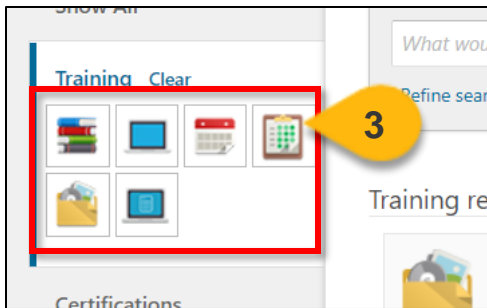 Show All
What wou
Training Clear
Refine sear
3
Training re
Certifications